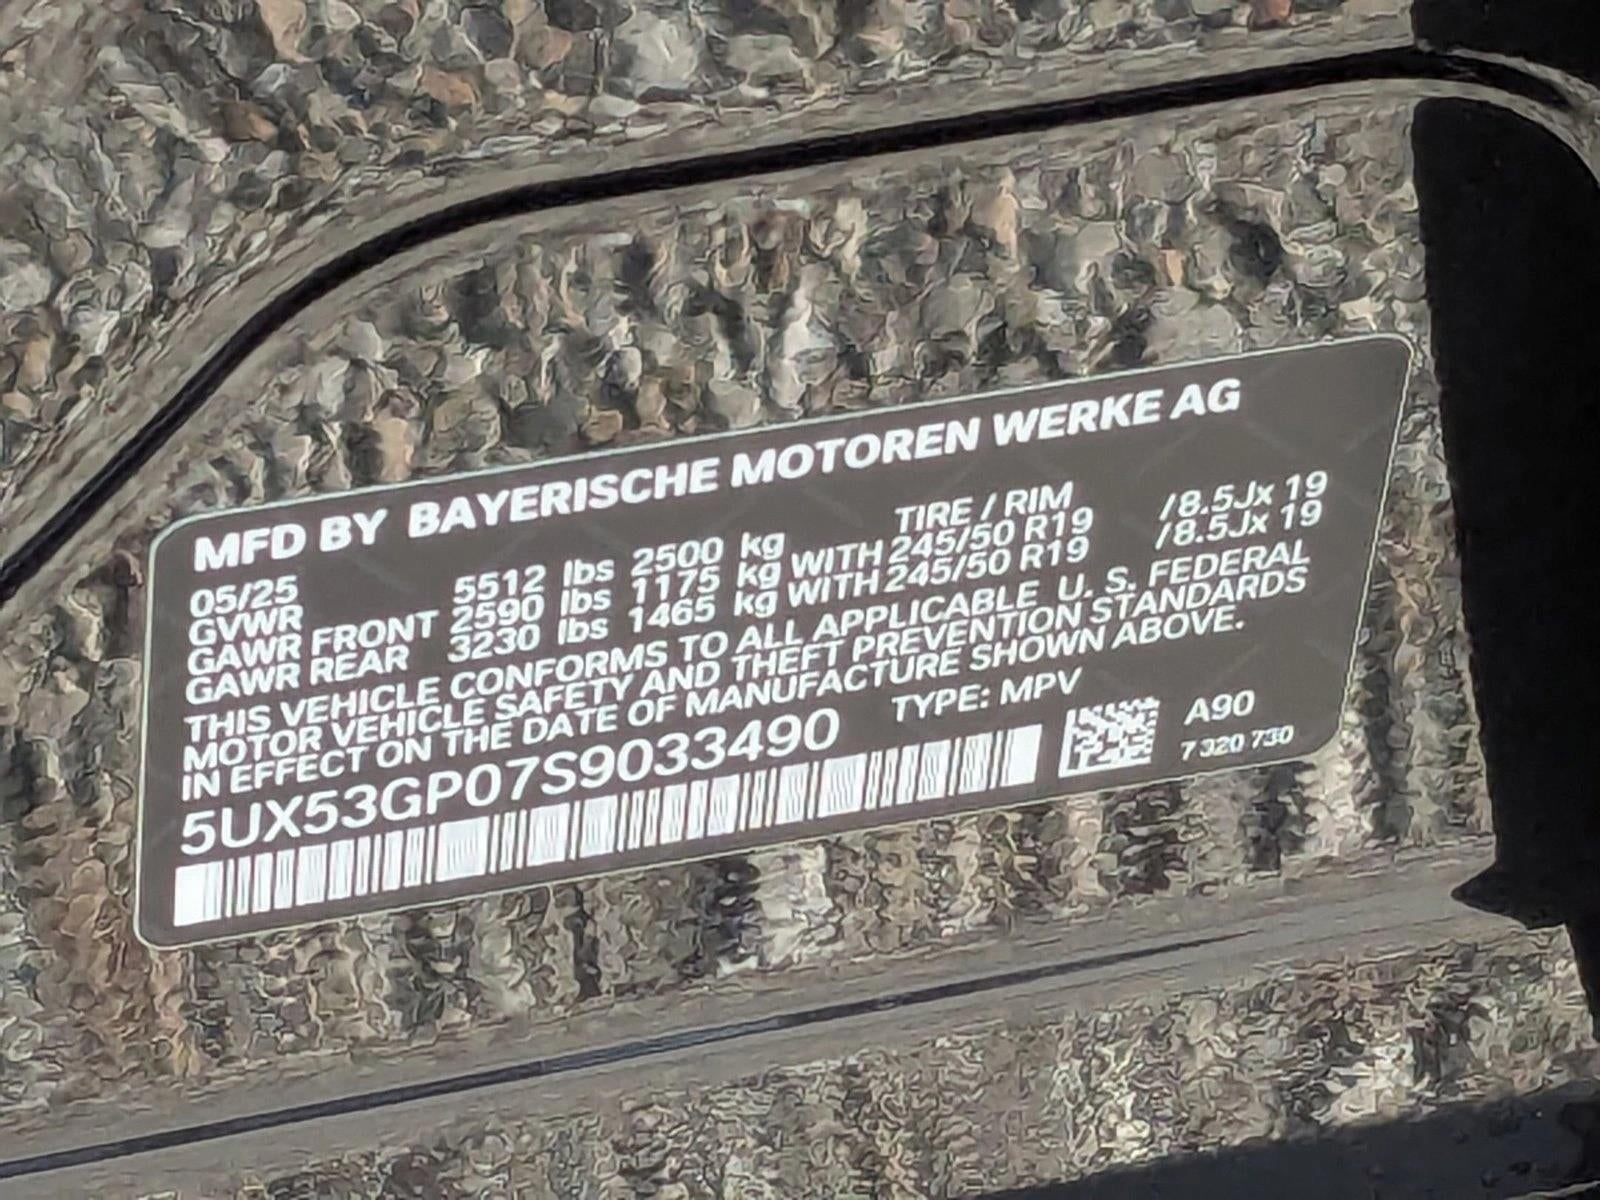 MFD BY BAYERISCHE MOTOREN WERKE AG
05/25 TIRE / RIM
GVWR 5512 lbs 2500 kg
GAWR FRONT 2590 lbs 1175 kg WITH 245/50 R19 /8.5Jx 19
GAWR REAR 3230 lbs 1465 kg WITH 245/50 R19 /8.5Jx 19
THIS VEHICLE CONFORMS TO ALL APPLICABLE U. S. FEDERAL
MOTOR VEHICLE SAFETY AND THEFT PREVENTION STANDARDS
IN EFFECT ON THE DATE OF MANUFACTURE SHOWN ABOVE.
5UX53GP07S9033490 TYPE: MPV
A90
7 320 730